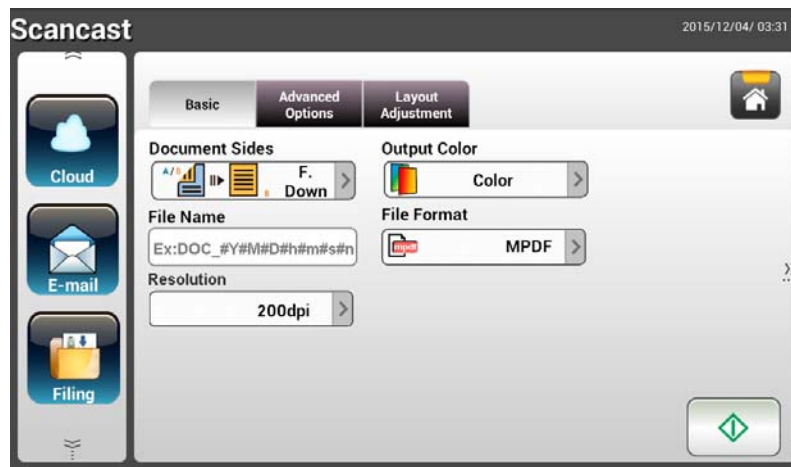 Scancast
2015/12/04/ 03:31
Cloud
E-mail
Filing
Basic
Advanced
Options
Layout
Adjustment
Document Sides
A/B
F.
Down
Output Color
Color
File Name
Ex:DOC_#Y#M#D#h#m#s#n
File Format
mpdf
MPDF
Resolution
200dpi